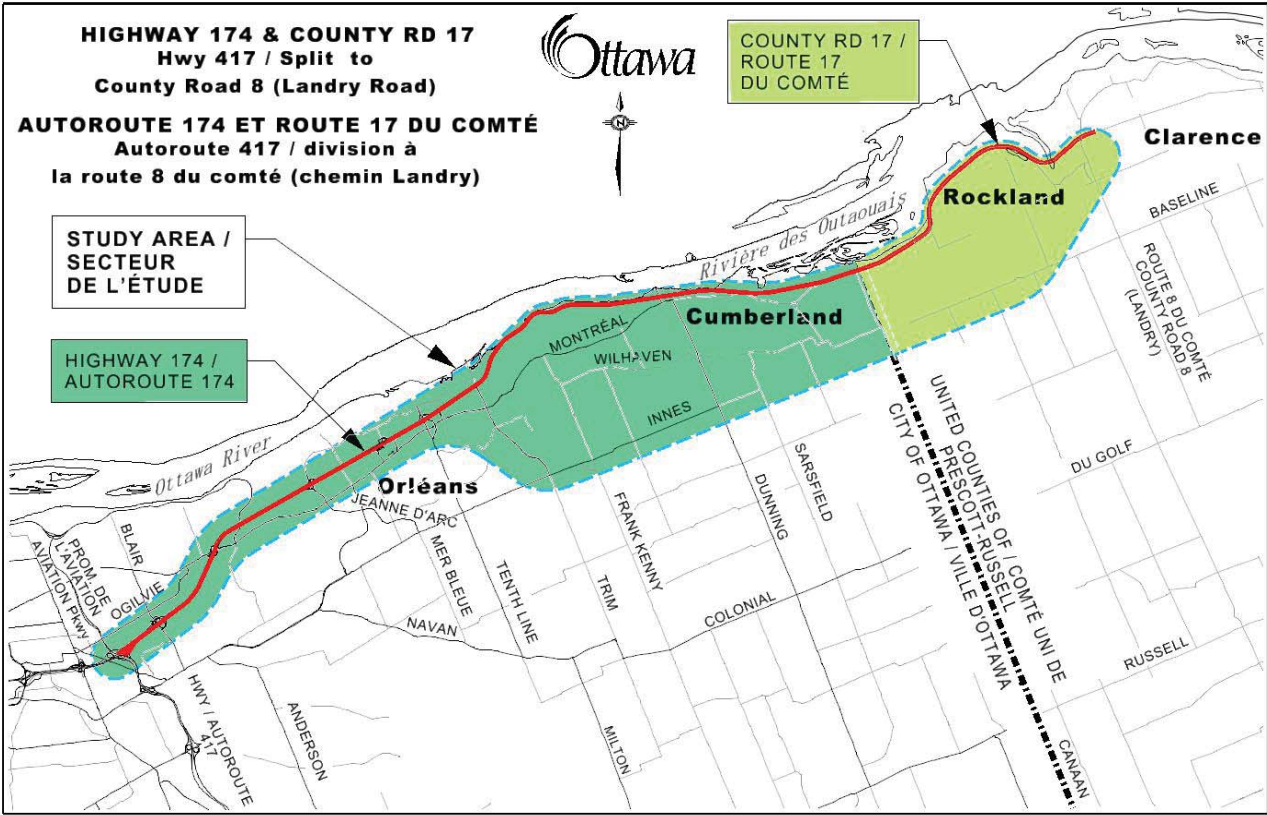 HIGHWAY 174 & COUNTY RD 17
Hwy 417 / Split to
County Road 8 (Landry Road)
AUTOROUTE 174 ET ROUTE 17 DU COMTÉ
Autoroute 417 / division à
la route 8 du comté (chemin Landry)
Ottawa
N
COUNTY RD 17 /
ROUTE 17
DU COMTÉ
STUDY AREA /
SECTEUR
DE L'ÉTUDE
HIGHWAY 174 /
AUTOROUTE 174
Clarence
Rockland
BASELINE
Rivière des Outaouais
ROUTE 8 DU COMTÉ
COUNTY ROAD 8
(LANDRY)
Cumberland
MONTRÉAL
WILHAVEN
INNES
Ottawa River
Orléans
JEANNE D'ARC
BLAIR
PROM. DE
L'AVIATION
AVIATION Pkwy
OGILVIE
MER BLEUE
TENTH LINE
TRIM
FRANK KENNY
DUNNING
SARSFIELD
UNITED COUNTIES OF / COMTÉ UNI DE
PRESCOTT-RUSSELL
CITY OF OTTAWA / VILLE D'OTTAWA
DU GOLF
NAVAN
COLONIAL
RUSSELL
HWY / AUTOROUTE
417
ANDERSON
MILTON
CANAAN